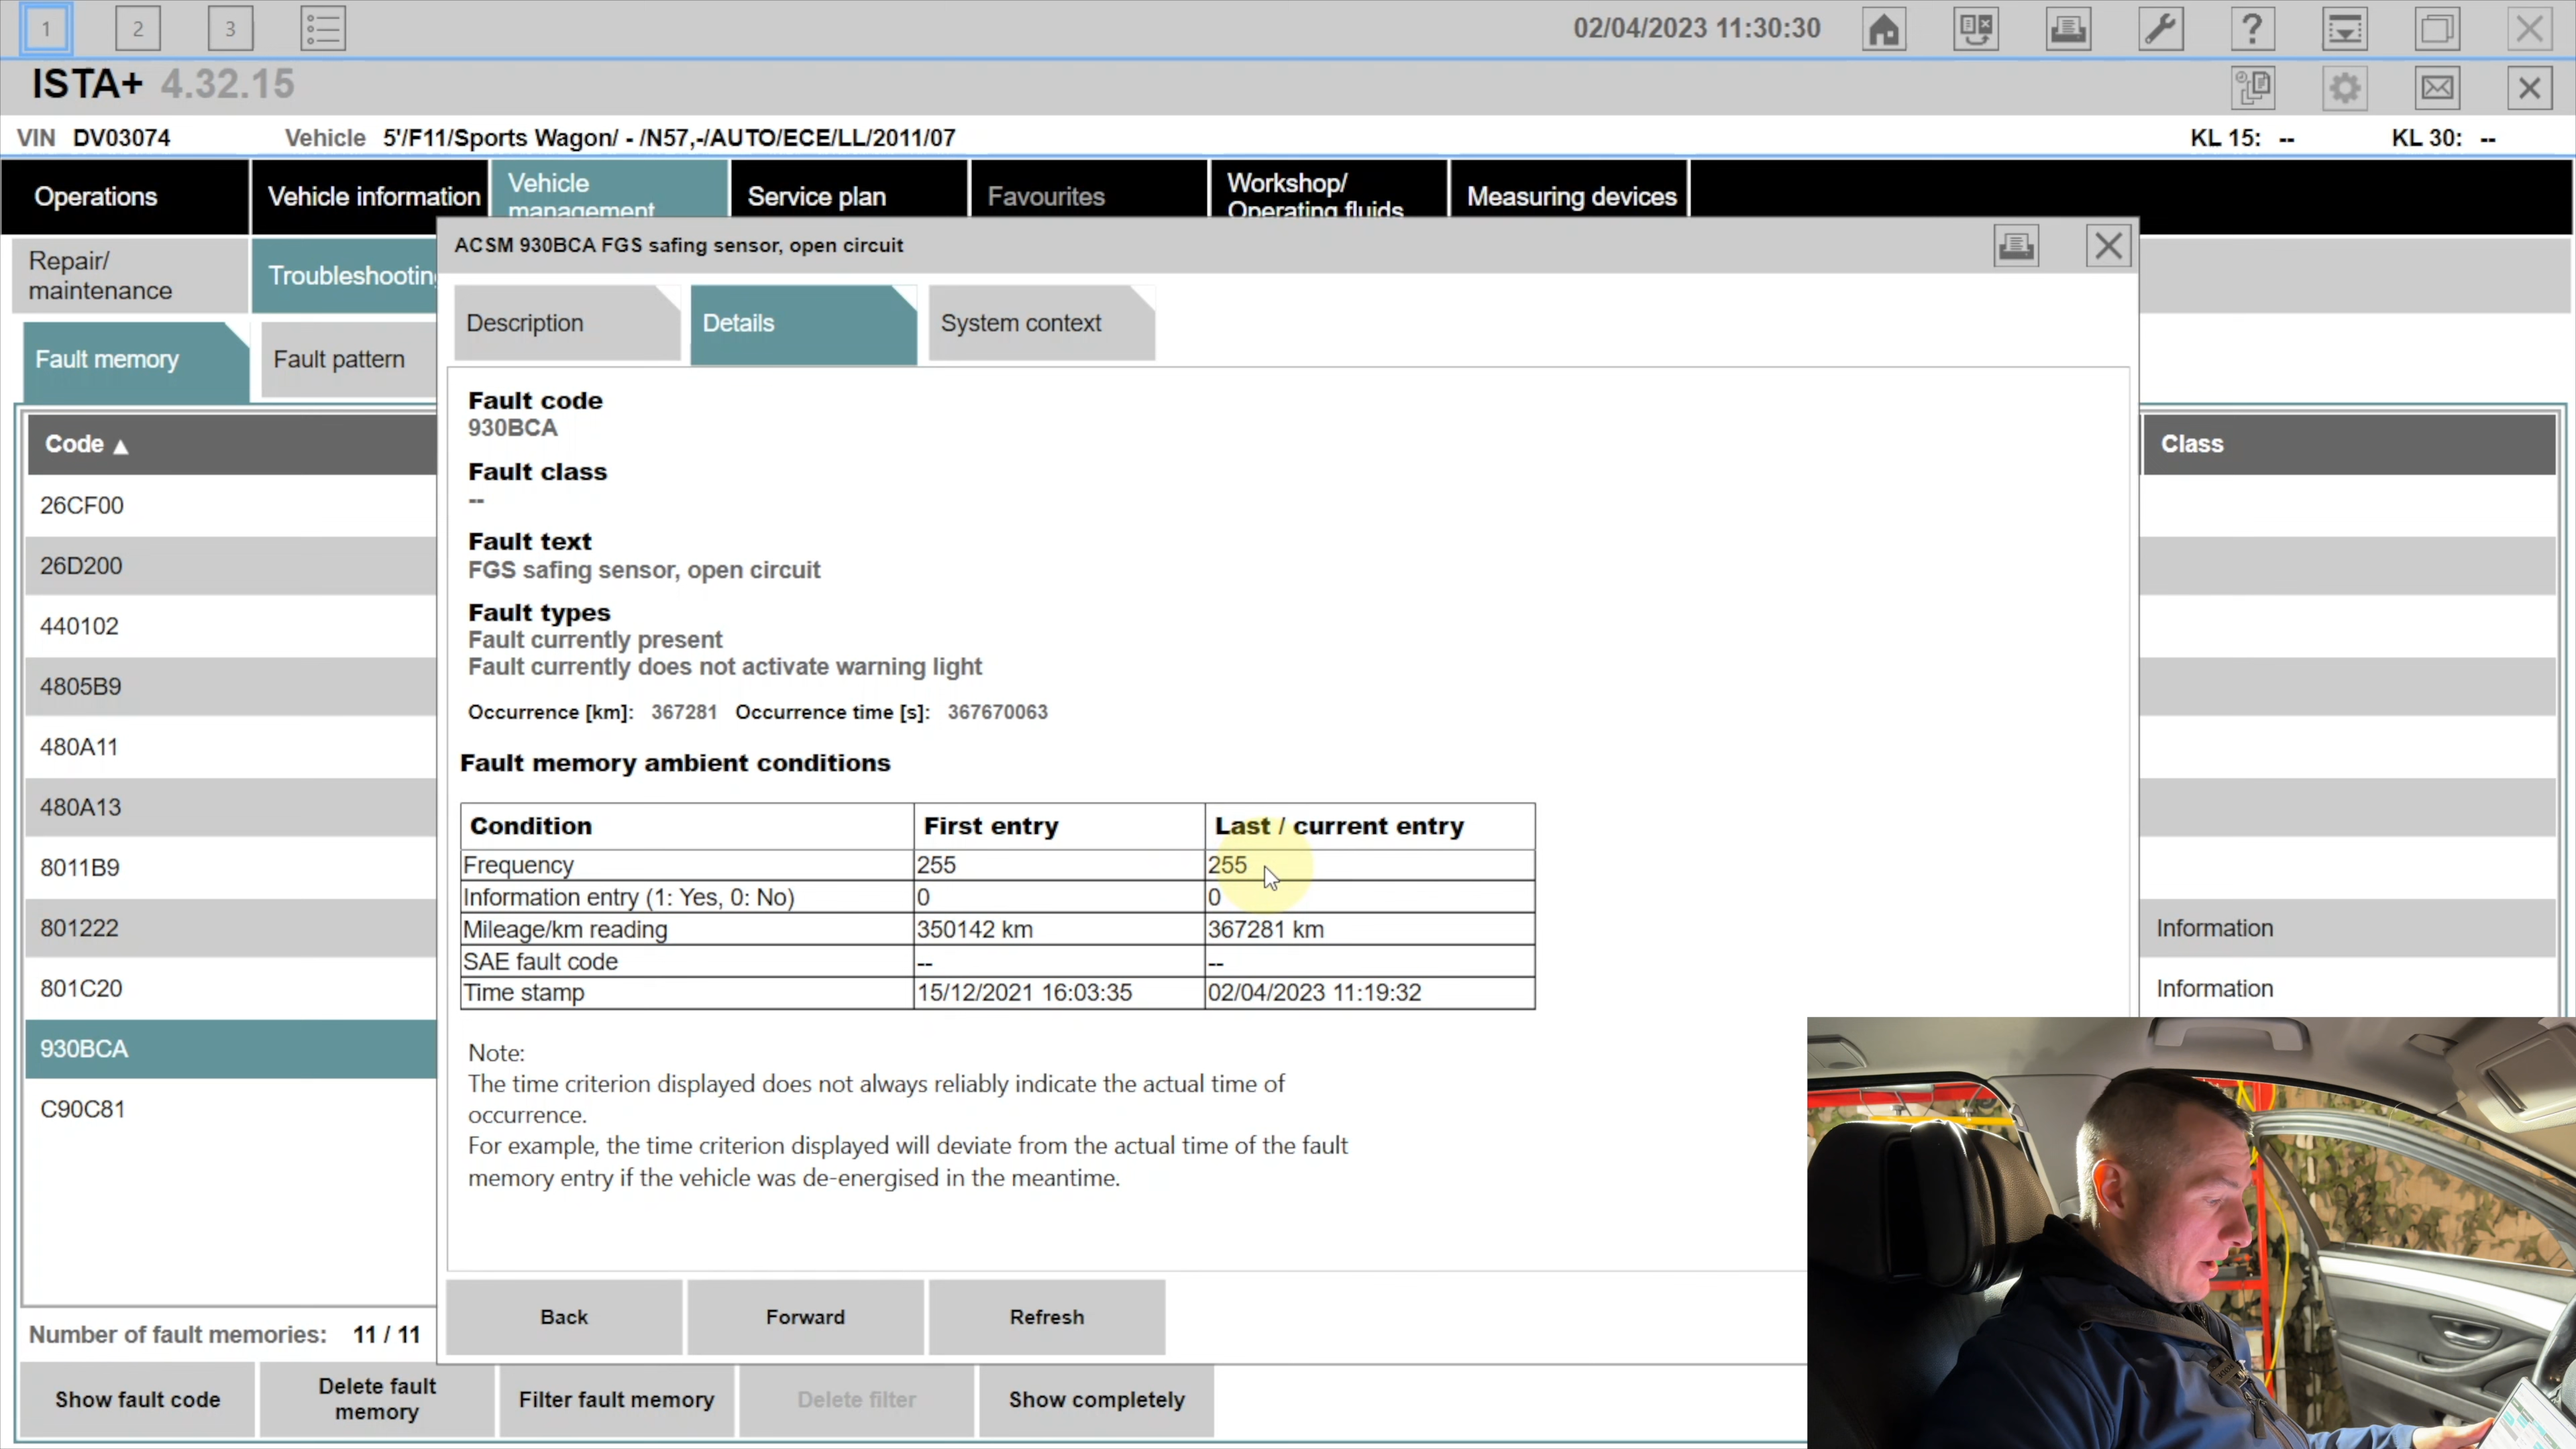 1 2 3 02/04/2023 11:30:30 ?
ISTA+ 4.32.15
VIN DV03074 Vehicle 5'/F11/Sports Wagon/ - /N57,-/AUTO/ECE/LL/2011/07 KL 15: -- KL 30: --
Operations Vehicle information Vehicle management Service plan Favourites Workshop/ Operating fluids Measuring devices
Repair/
maintenance
Troubleshooting
Fault memory Fault pattern
Code ▲
26CF00
26D200
440102
4805B9
480A11
480A13
8011B9
801222
801C20
930BCA
C90C81
Number of fault memories: 11 / 11
ACSM 930BCA FGS safing sensor, open circuit
Description Details System context
Fault code
930BCA
Fault class
--
Fault text
FGS safing sensor, open circuit
Fault types
Fault currently present
Fault currently does not activate warning light
Occurrence [km]: 367281 Occurrence time [s]: 367670063
Fault memory ambient conditions
Condition First entry Last / current entry
Frequency 255 255
Information entry (1: Yes, 0: No) 0 0
Mileage/km reading 350142 km 367281 km
SAE fault code -- --
Time stamp 15/12/2021 16:03:35 02/04/2023 11:19:32
Note:
The time criterion displayed does not always reliably indicate the actual time of
occurrence.
For example, the time criterion displayed will deviate from the actual time of the fault
memory entry if the vehicle was de-energised in the meantime.
Back Forward Refresh
Class
Information
Information
Show fault code Delete fault memory Filter fault memory Delete filter Show completely